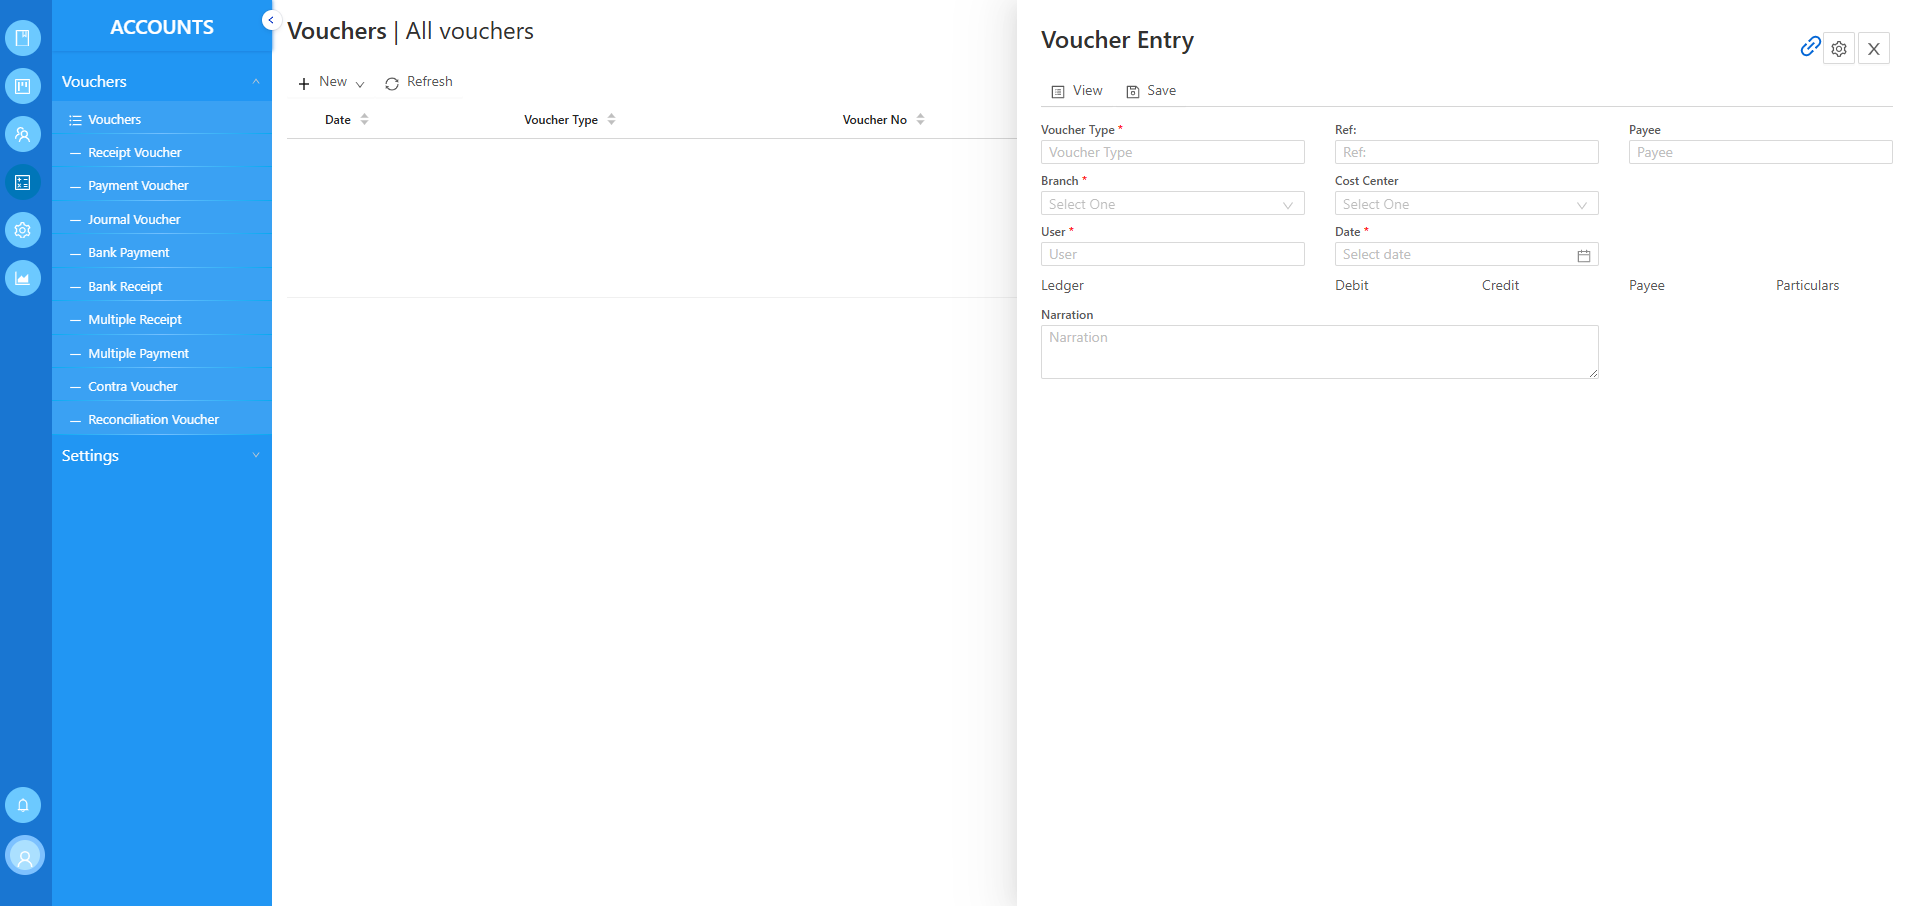 ACCOUNTS
Vouchers
Vouchers
Receipt Voucher
Payment Voucher
Journal Voucher
Bank Payment
Bank Receipt
Multiple Receipt
Multiple Payment
Contra Voucher
Reconciliation Voucher
Settings
Vouchers | All vouchers
New Refresh
Date Voucher Type Voucher No
Voucher Entry
X
View Save
Voucher Type * Ref: Payee
Voucher Type Ref: Payee
Branch * Cost Center
Select One Select One
User * Date *
User Select date
Ledger Debit Credit Payee Particulars
Narration
Narration